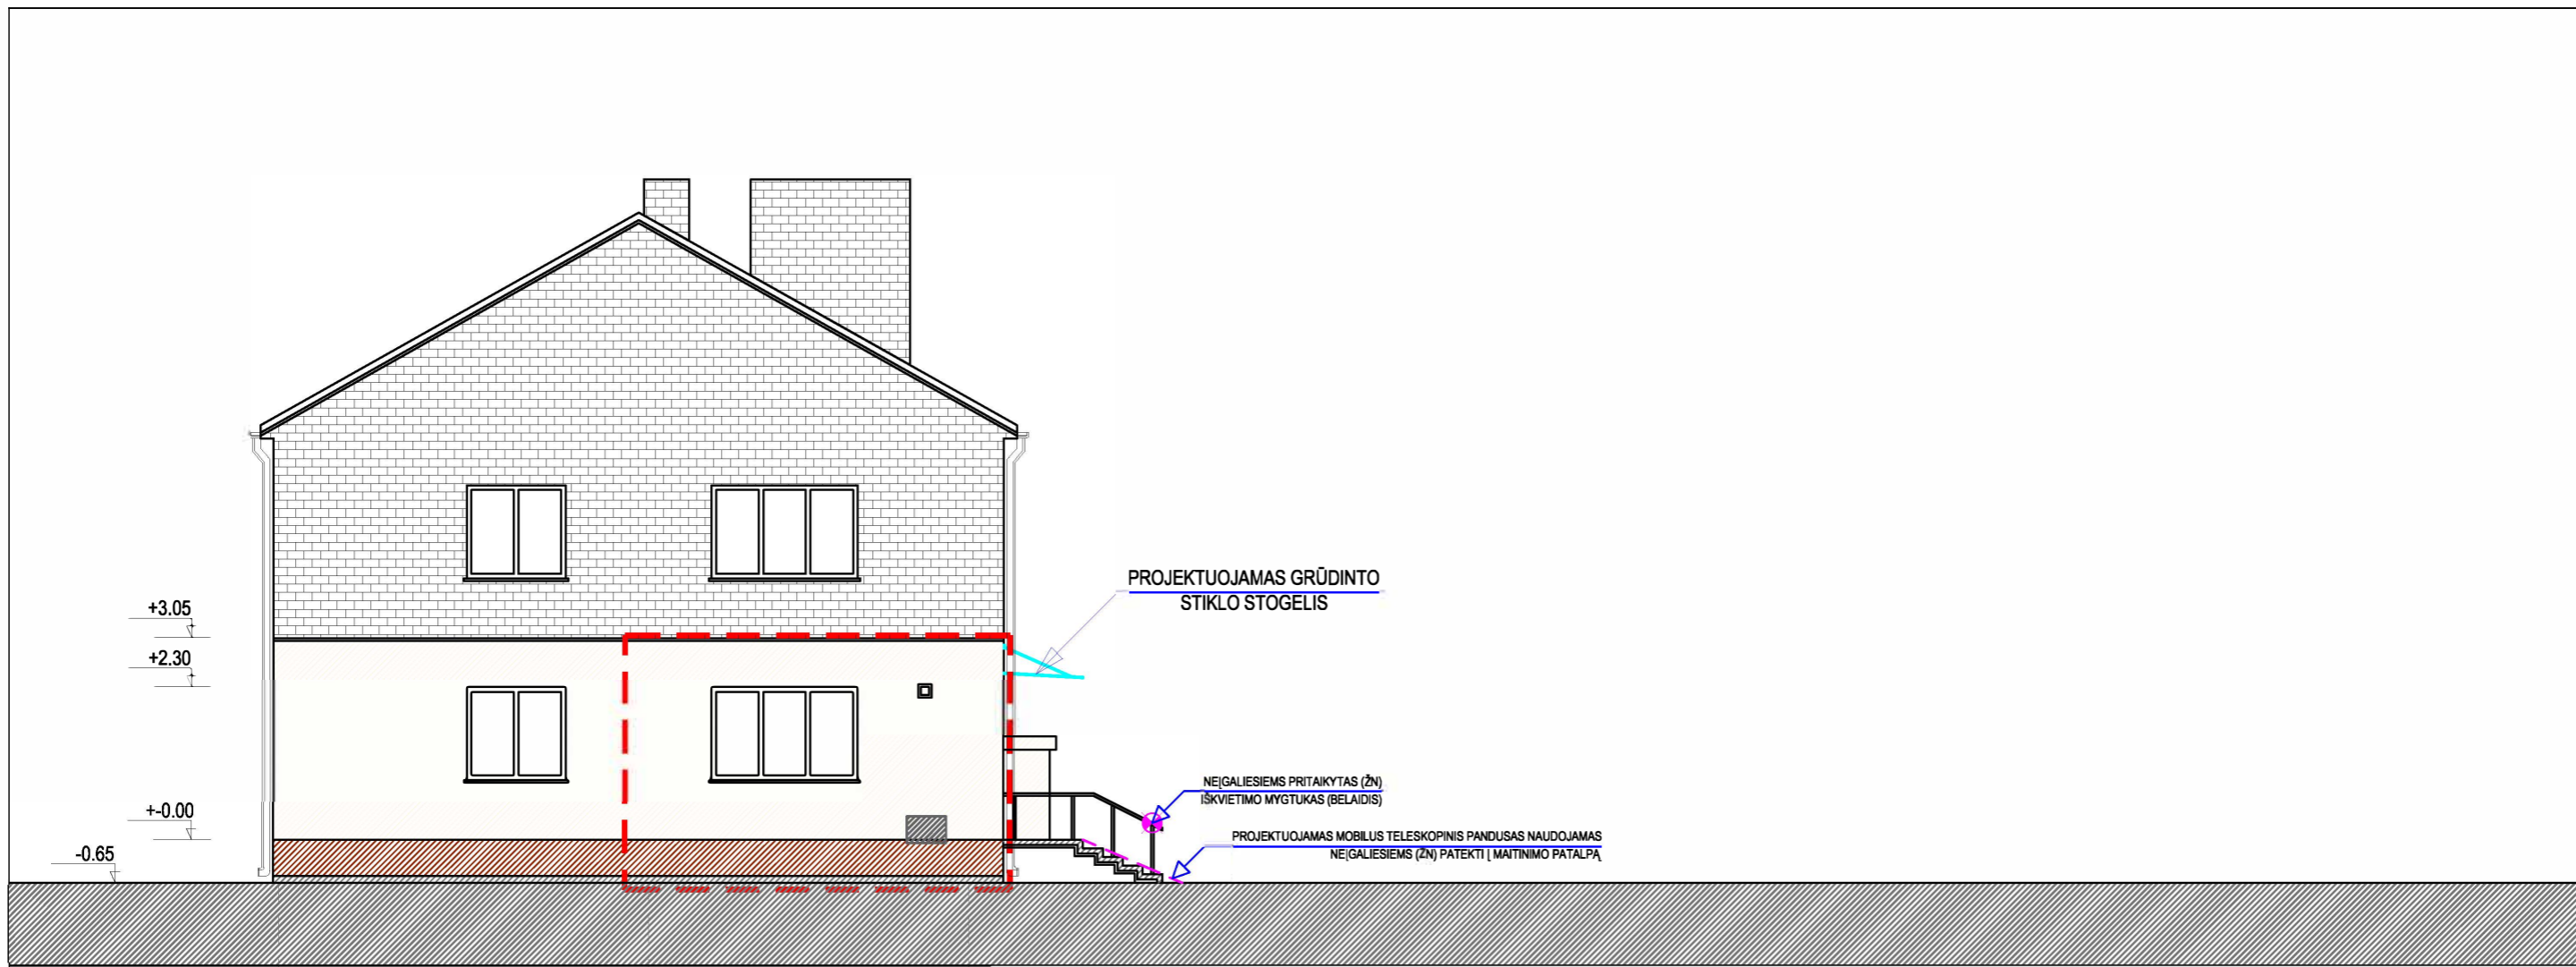 PROJEKTUOJAMAS GRŪDINTO
STIKLO STOGELIS
+3.05
+2.30
NEĮGALIESIEMS PRITAIKYTAS (ŽN)
IŠKVIETIMO MYGTUKAS (BELAIDIS)
+-0.00
PROJEKTUOJAMAS MOBILUS TELESKOPINIS PANDUSAS NAUDOJAMAS
NEĮGALIESIEMS (ŽN) PATEKTI Į MAITINIMO PATALPĄ
-0.65